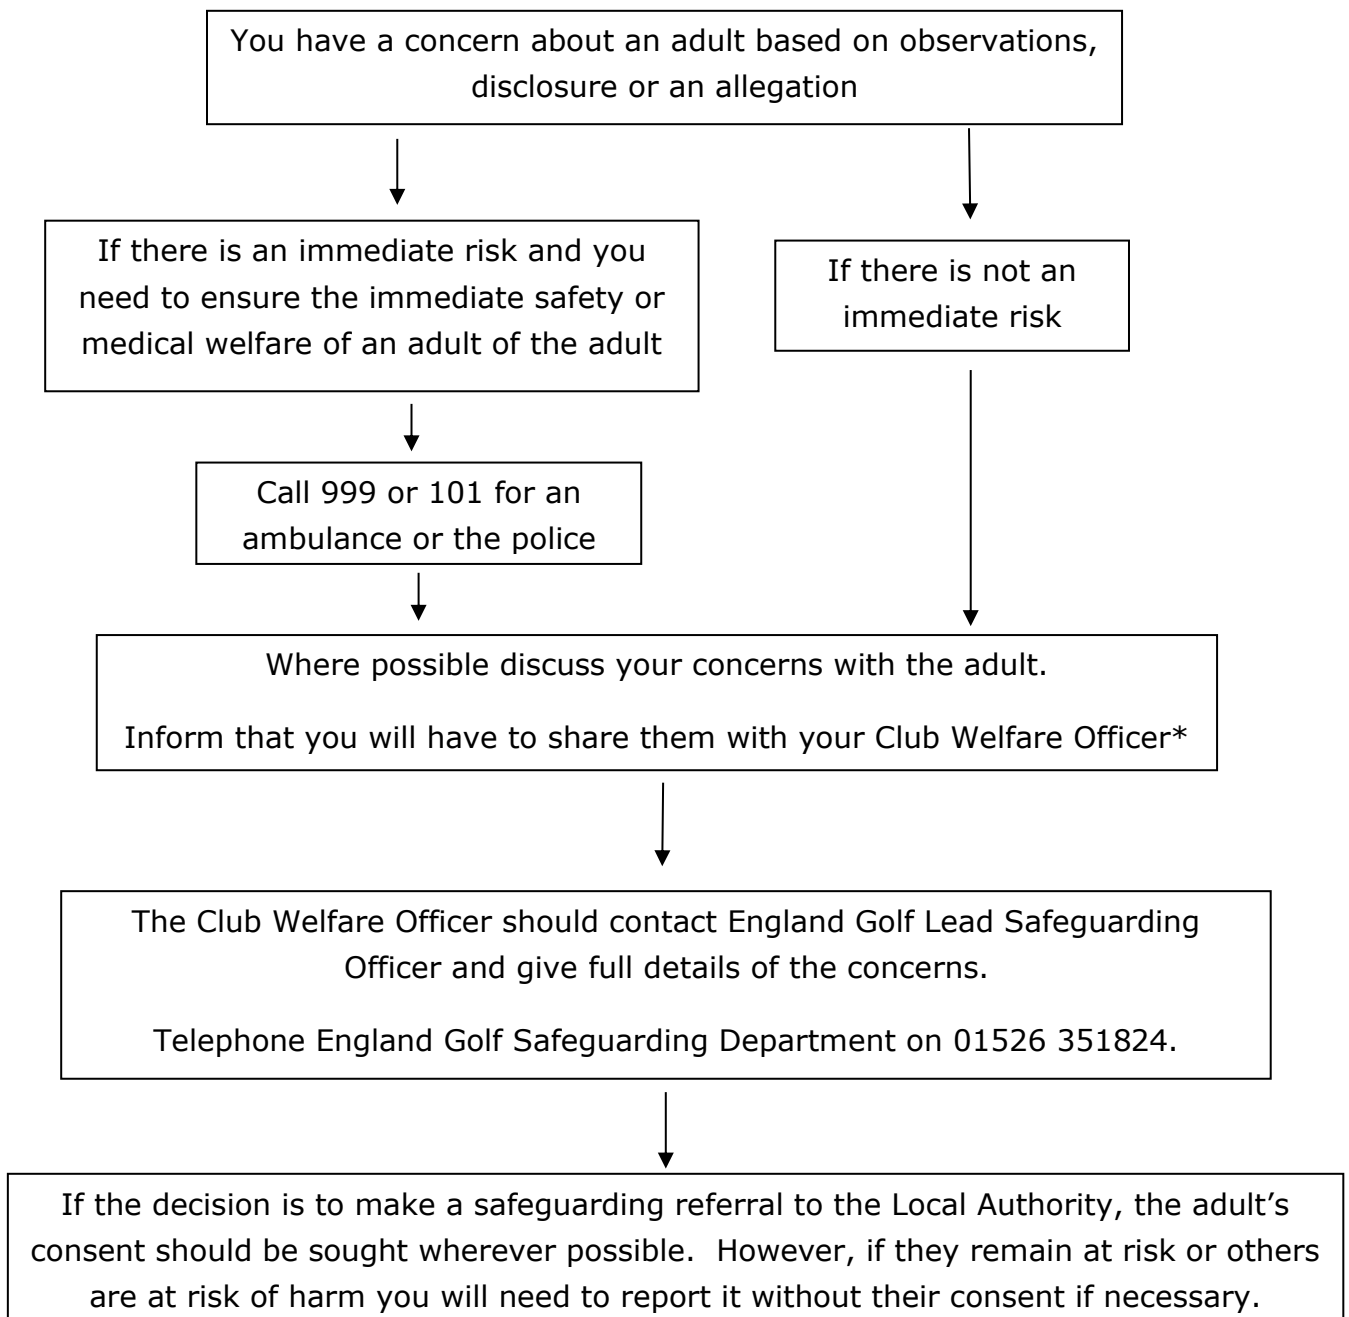 You have a concern about an adult based on observations,
disclosure or an allegation
If there is an immediate risk and you
need to ensure the immediate safety or
medical welfare of an adult of the adult
If there is not an
immediate risk
Call 999 or 101 for an
ambulance or the police
Where possible discuss your concerns with the adult.
Inform that you will have to share them with your Club Welfare Officer*
The Club Welfare Officer should contact England Golf Lead Safeguarding
Officer and give full details of the concerns.
Telephone England Golf Safeguarding Department on 01526 351824.
If the decision is to make a safeguarding referral to the Local Authority, the adult’s
consent should be sought wherever possible.  However, if they remain at risk or others
are at risk of harm you will need to report it without their consent if necessary.